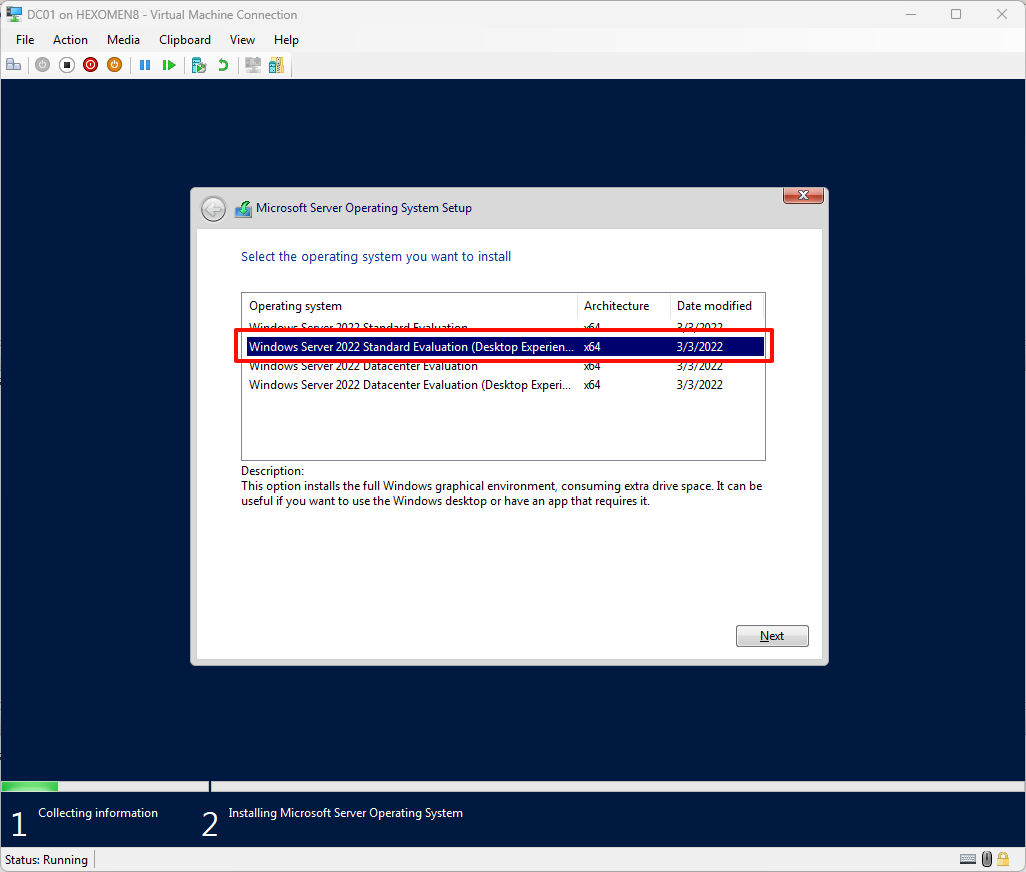 DC01 on HEXOMEN8 - Virtual Machine Connection
File Action Media Clipboard View Help
Microsoft Server Operating System Setup
Select the operating system you want to install
Operating system Architecture Date modified
Windows Server 2022 Standard Evaluation x64 3/3/2022
Windows Server 2022 Standard Evaluation (Desktop Experien... x64 3/3/2022
Windows Server 2022 Datacenter Evaluation x64 3/3/2022
Windows Server 2022 Datacenter Evaluation (Desktop Experi... x64 3/3/2022
Description:
This option installs the full Windows graphical environment, consuming extra drive space. It can be
useful if you want to use the Windows desktop or have an app that requires it.
Next
1 Collecting information 2 Installing Microsoft Server Operating System
Status: Running